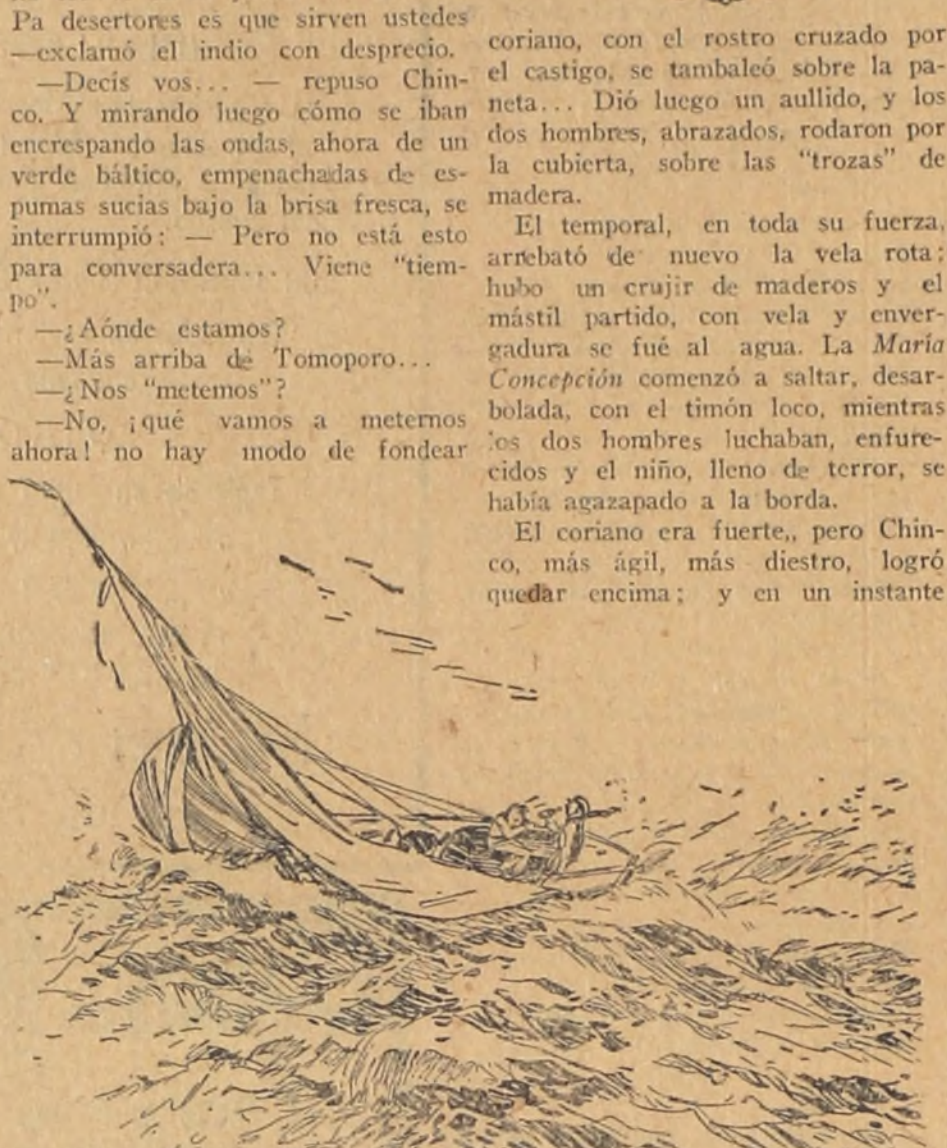 Pa desertores es que sirven ustedes
—exclamó el indio con desprecio.
—Decís vos... — repuso Chin-
co. Y mirando luego cómo se iban
encrespando las ondas, ahora de un
verde báltico, empenachadas de es-
pumas sucias bajo la brisa fresca, se
interrumpió: — Pero no está esto
para conversadera... Viene “tiem-
po”.
—¿Aónde estamos?
—Más arriba de Tomoporo...
—¿Nos “metemos”?
—No, ¡qué vamos a meternos
ahora! no hay modo de fondear
coriano, con el rostro cruzado por
el castigo, se tambaleó sobre la pa-
neta... Dió luego un aullido, y los
dos hombres, abrazados, rodaron por
la cubierta, sobre las “trozas” de
madera.
El temporal, en toda su fuerza,
arrebató de nuevo la vela rota;
hubo un crujir de maderos y el
mástil partido, con vela y enver-
gadura se fué al agua. La María
Concepción comenzó a saltar, desar-
bolada, con el timón loco, mientras
los dos hombres luchaban, enfure-
cidos y el niño, lleno de terror, se
había agazapado a la borda.
El coriano era fuerte,, pero Chin-
co, más ágil, más diestro, logró
quedar encima; y en un instante